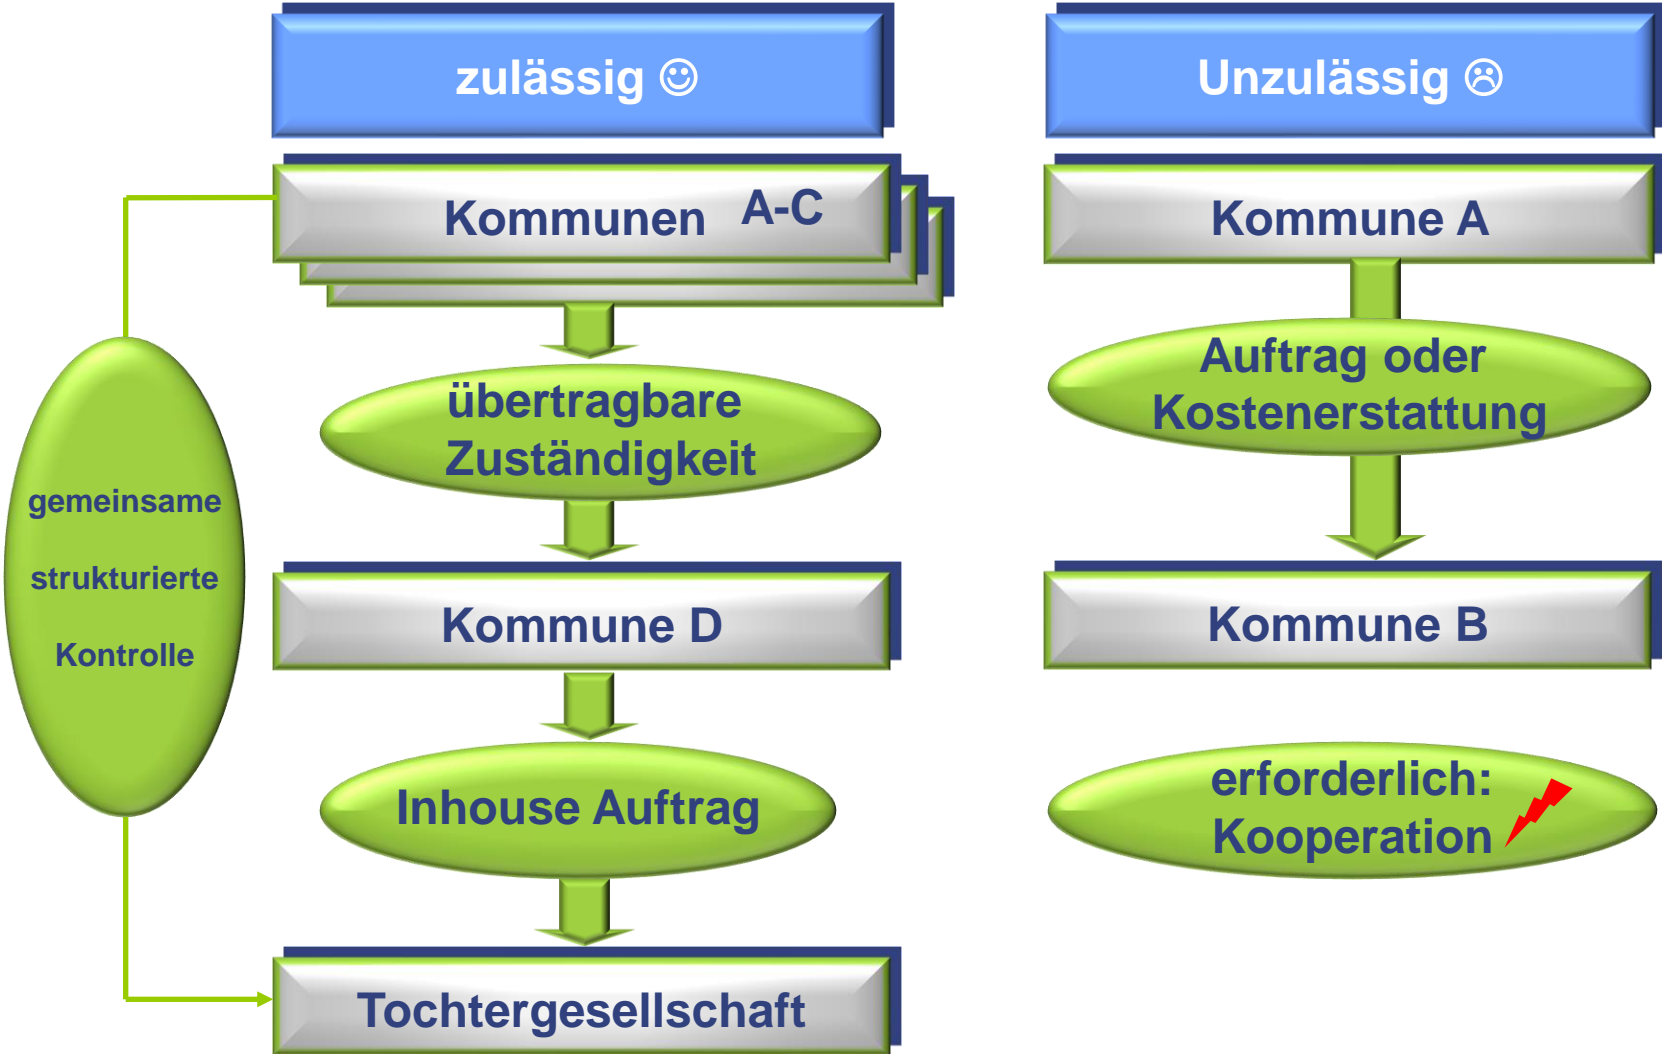 zulässig ☺
Kommunen A-C
übertragbare
Zuständigkeit
gemeinsame
strukturierte
Kontrolle
Kommune D
Inhouse Auftrag
Tochtergesellschaft
Unzulässig ☹
Kommune A
Auftrag oder
Kostenerstattung
Kommune B
erforderlich:
Kooperation